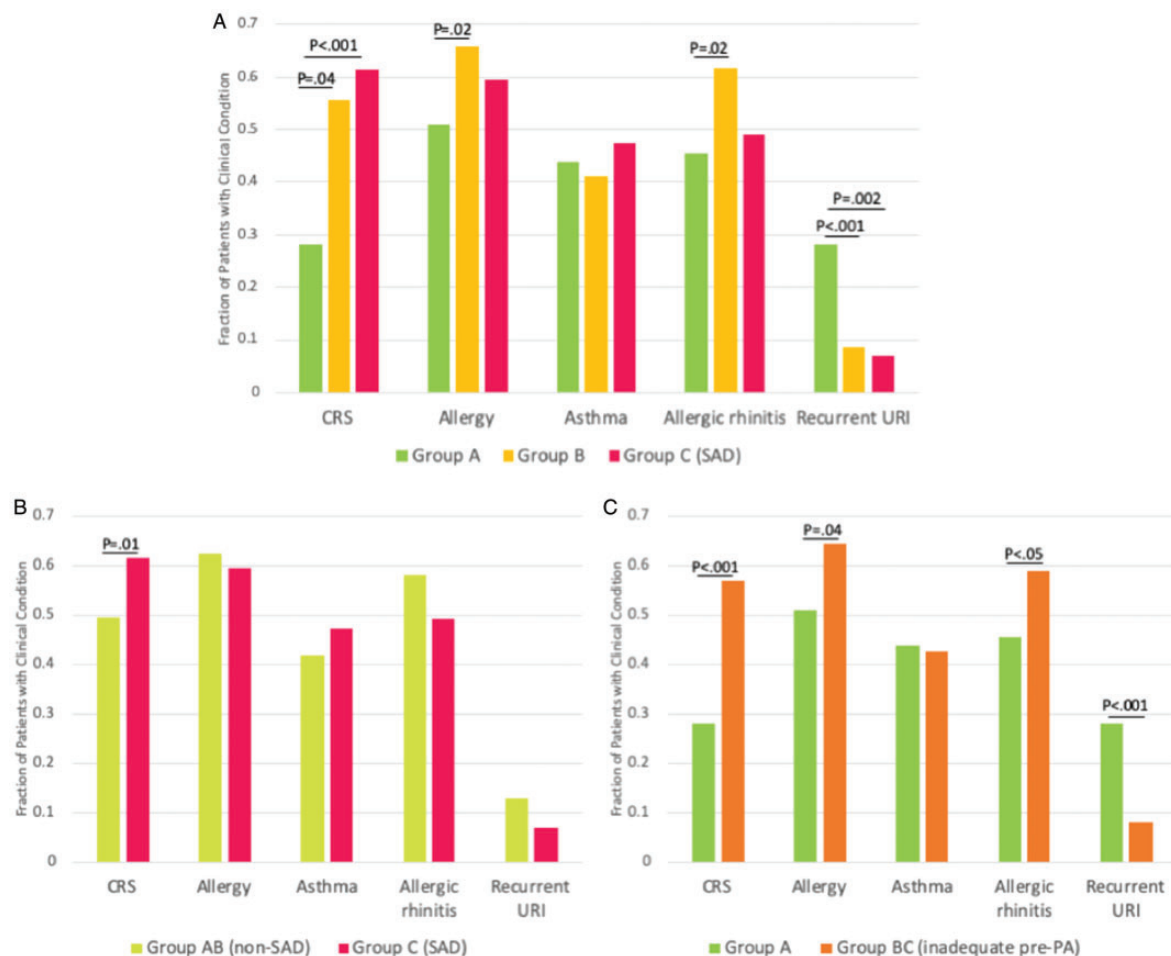 A
Fraction of Patients with Clinical Condition
0.7
0.6
0.5
0.4
0.3
0.2
0.1
0
P<.001
P=.04
P=.02
P=.02
P=.002
P<.001
CRS
Allergy
Asthma
Allergic rhinitis
Recurrent URI
Group A
Group B
Group C (SAD)
B
Fraction of Patients with Clinical Condition
0.7
0.6
0.5
0.4
0.3
0.2
0.1
0
P=.01
CRS
Allergy
Asthma
Allergic
rhinitis
Recurrent
URI
Group AB (non-SAD)
Group C (SAD)
C
Fraction of Patients with Clinical Condition
0.7
0.6
0.5
0.4
0.3
0.2
0.1
0
P<.001
P=.04
P<.05
P<.001
CRS
Allergy
Asthma
Allergic rhinitis
Recurrent
URI
Group A
Group BC (inadequate pre-PA)